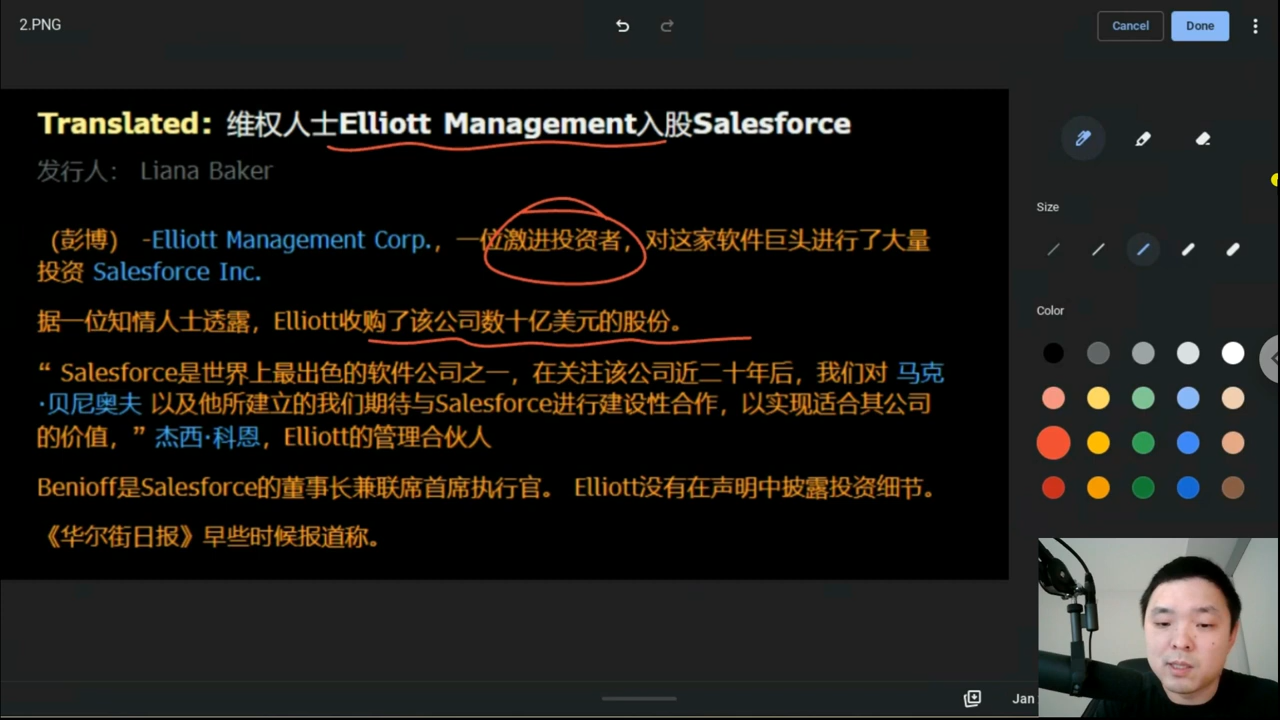 2.PNG
Cancel
Done
Translated：维权人士Elliott Management入股Salesforce
发行人： Liana Baker
（彭博） -Elliott Management Corp.，一位激进投资者，对这家软件巨头进行了大量
投资 Salesforce Inc.
据一位知情人士透露，Elliott收购了该公司数十亿美元的股份。
“ Salesforce是世界上最出色的软件公司之一，在关注该公司近二十年后，我们对 马克
·贝尼奥夫 以及他所建立的我们期待与Salesforce进行建设性合作，以实现适合其公司
的价值，” 杰西·科恩，Elliott的管理合伙人
Benioff是Salesforce的董事长兼联席首席执行官。 Elliott没有在声明中披露投资细节。
《华尔街日报》早些时候报道称。
Size
Color
Jan